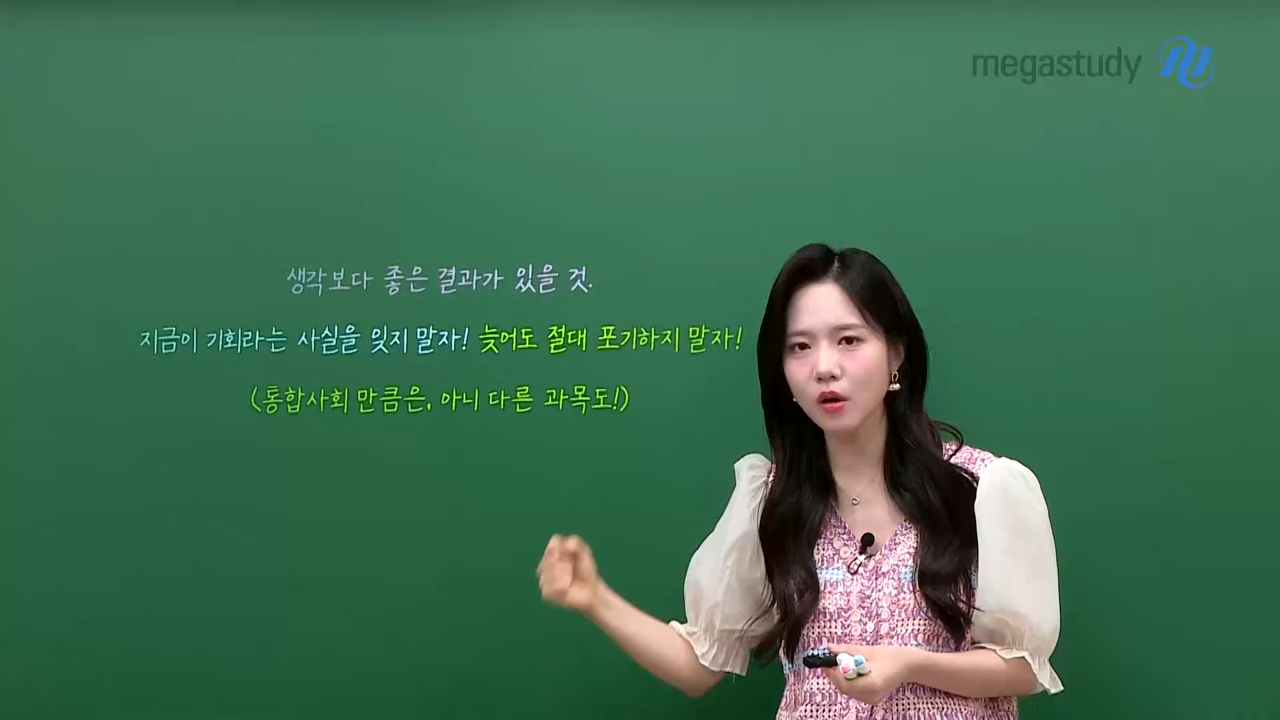 megastudy
생각보다 좋은 결과가 있을 것.
지금이 기회라는 사실을 잊지 말자! 늦어도 절대 포기하지 말자!
(통합사회 만큼은, 아니 다른 과목도!)